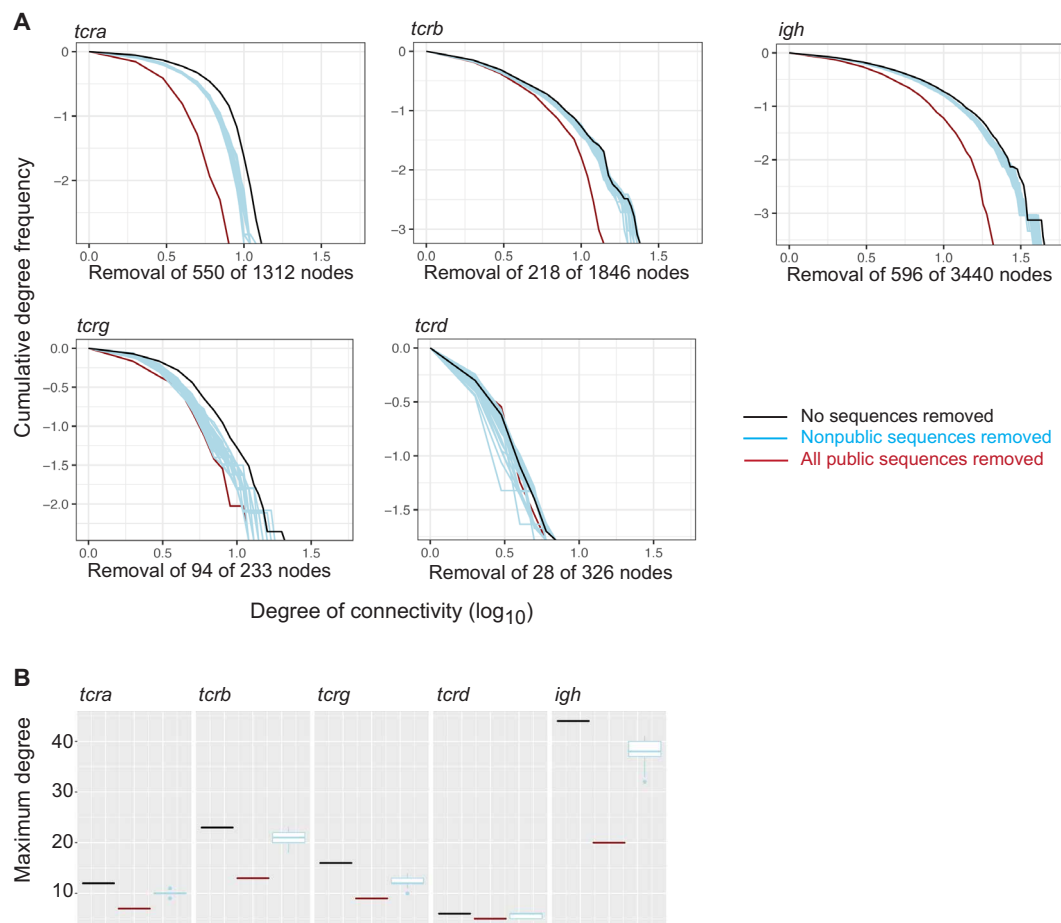 A
tcra
tcrb
igh
0
−1
−2
0.0
0.5
1.0
1.5
Removal of 550 of 1312 nodes
0
−1
−2
−3
0.0
0.5
1.0
1.5
Removal of 218 of 1846 nodes
0
−1
−2
−3
0.0
0.5
1.0
1.5
Removal of 596 of 3440 nodes
Cumulative degree frequency
tcrg
tcrd
0.0
−0.5
−1.0
−1.5
−2.0
0.0
0.5
1.0
1.5
Removal of 94 of 233 nodes
0.0
−0.5
−1.0
−1.5
0.0
0.5
1.0
1.5
Removal of 28 of 326 nodes
No sequences removed
Nonpublic sequences removed
All public sequences removed
Degree of connectivity (log10)
B
tcra
tcrb
tcrg
tcrd
igh
Maximum degree
40
30
20
10